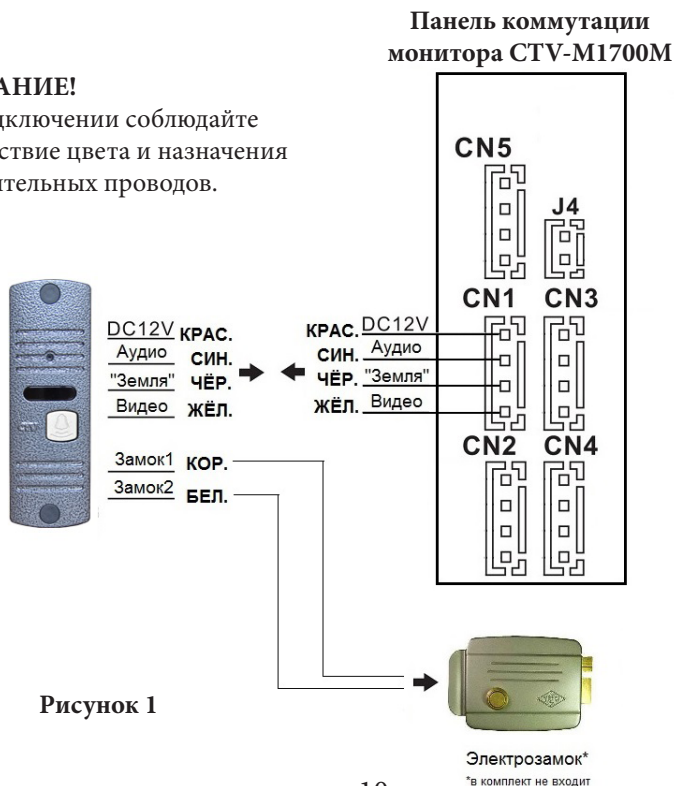 Панель коммутации
монитора CTV-M1700M
АНИЕ!
дключении соблюдайте
ствие цвета и назначения
ительных проводов.
CN5
J4
CN1 CN3
DC12V КРАС.
Аудио СИН.
"Земля" ЧЁР.
Видео ЖЁЛ.
КРАС. DC12V
СИН. Аудио
ЧЁР. "Земля"
ЖЁЛ. Видео
CN2 CN4
Замок1 КОР.
Замок2 БЕЛ.
Рисунок 1
Электрозамок*
*в комплект не входит